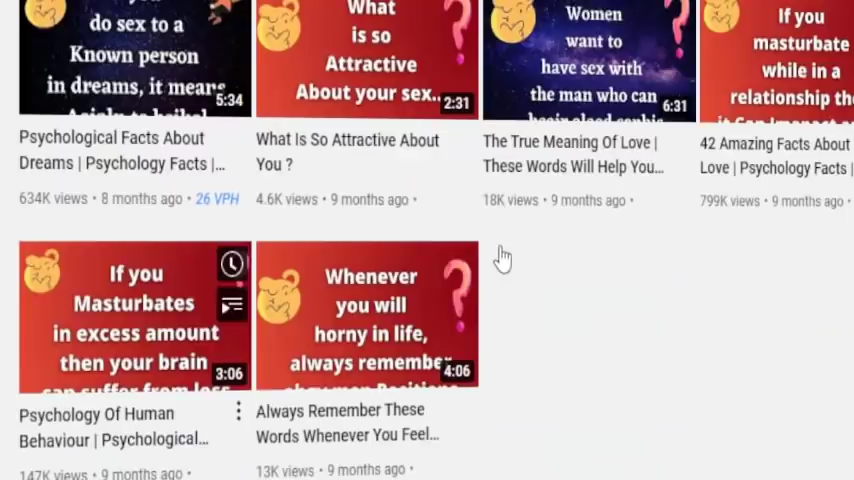 do sex to a
Known person
in dreams, it means
5:34
Psychological Facts About
Dreams | Psychology Facts |...
634K views • 8 months ago • 26 VPH
What
is so
Attractive
About your sex..
2:31
What Is So Attractive About
You ?
4.6K views • 9 months ago •
Women
want to
have sex with
the man who can
6:31
The True Meaning Of Love |
These Words Will Help You...
18K views • 9 months ago •
If you
masturbate
while in a
relationship the
42 Amazing Facts About
Love | Psychology Facts |
799K views • 9 months ago •
If you
Masturbates
in excess amount
then your brain
can suffer from less
3:06
Psychology Of Human
Behaviour | Psychological...
147K views • 9 months ago •
Whenever
you will
horny in life,
always remember
4:06
Always Remember These
Words Whenever You Feel...
13K views • 9 months ago •